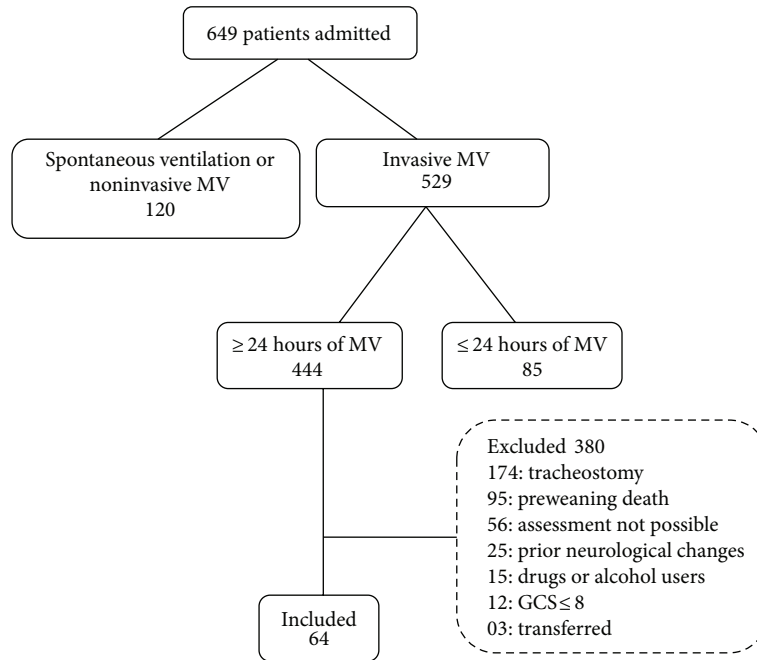 649 patients admitted
Spontaneous ventilation or
noninvasive MV
120
Invasive MV
529
≥ 24 hours of MV
444
≤ 24 hours of MV
85
Excluded 380
174: tracheostomy
95: preweaning death
56: assessment not possible
25: prior neurological changes
15: drugs or alcohol users
12: GCS ≤ 8
03: transferred
Included
64